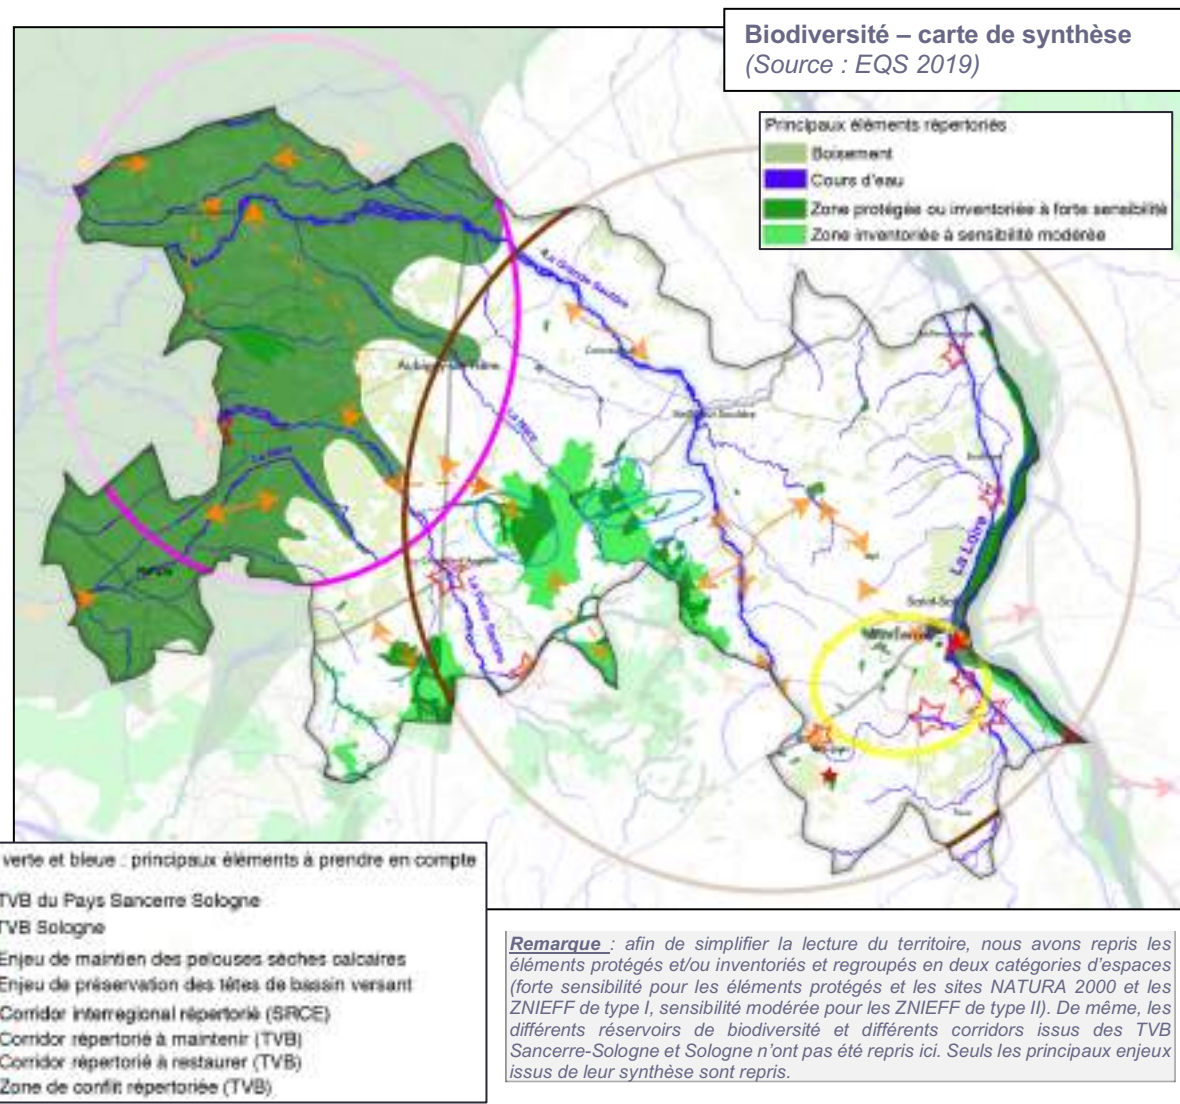 Biodiversité – carte de synthèse
(Source : EQS 2019)
Principaux éléments répertoriés
Boisement
Cours d'eau
Zone protégée ou inventoriée à forte sensibilité
Zone inventoriée à sensibilité modérée
La Grande Sauldre
La Nère
La Petite Sauldre
La Loire
verte et bleue : principaux éléments à prendre en compte
TVB du Pays Sancerre Sologne
TVB Sologne
Enjeu de maintien des pelouses sèches calcaires
Enjeu de préservation des têtes de bassin versant
Corridor interregional répertorié (SRCE)
Corridor répertorié à maintenir (TVB)
Corridor répertorié à restaurer (TVB)
Zone de conflit répertoriée (TVB)
Remarque : afin de simplifier la lecture du territoire, nous avons repris les
éléments protégés et/ou inventoriés et regroupés en deux catégories d'espaces
(forte sensibilité pour les éléments protégés et les sites NATURA 2000 et les
ZNIEFF de type I, sensibilité modérée pour les ZNIEFF de type II). De même, les
différents réservoirs de biodiversité et différents corridors issus des TVB
Sancerre-Sologne et Sologne n'ont pas été repris ici. Seuls les principaux enjeux
issus de leur synthèse sont repris.